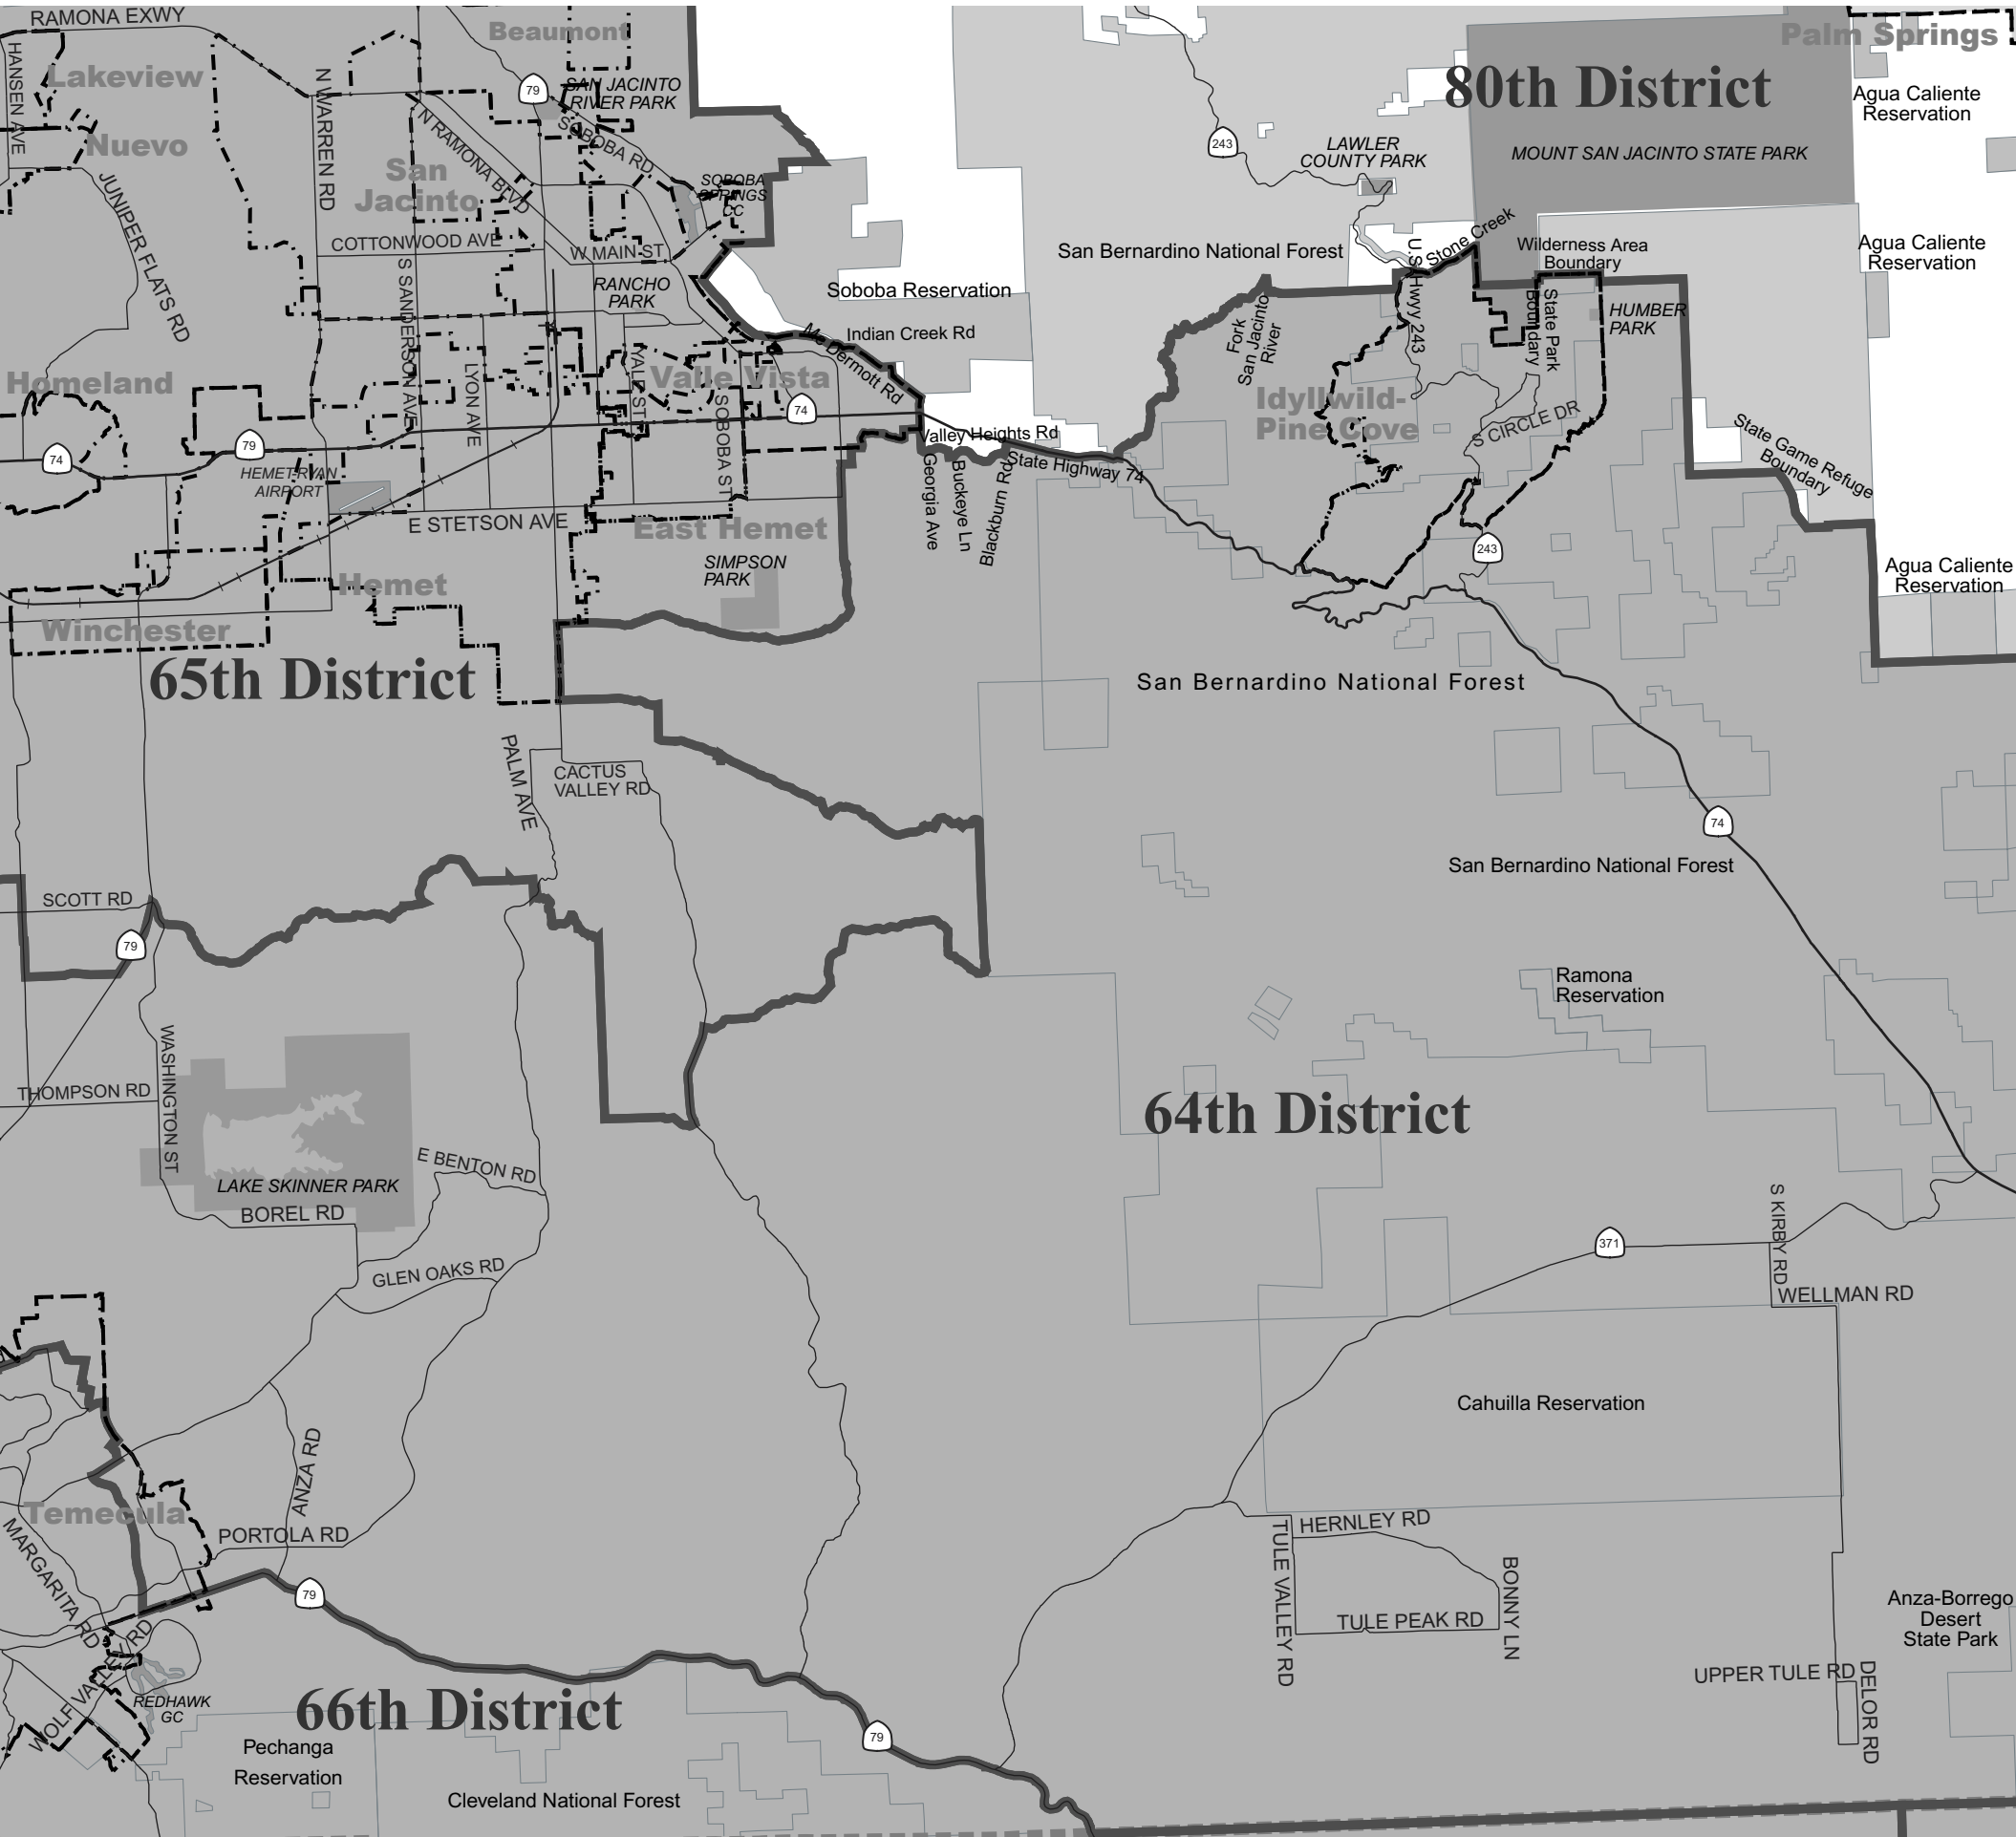 RAMONA EXWY
Beaumont
Palm Springs
HANSEN AVE
Lakeview
N WARREN RD
79
SAN JACINTO
RIVER PARK
80th District
Agua Caliente
Reservation
Nuevo
N RAMONA BLVD
SOBOBA RD
243
LAWLER
COUNTY PARK
MOUNT SAN JACINTO STATE PARK
San
Jacinto
SOBOBA
SPRINGS
CC
JUNIPER FLATS RD
COTTONWOOD AVE
W MAIN ST
San Bernardino National Forest
U.S. Hwy 243
Stone Creek
Wilderness Area
Boundary
Agua Caliente
Reservation
S SANDERSON AVE
RANCHO
PARK
Soboba Reservation
Fork
San Jacinto
River
State Park
Boundary
HUMBER
PARK
Mc Dermott Rd
Indian Creek Rd
Homeland
LYON AVE
YALE ST
Valle Vista
SOBOBA ST
74
Idyllwild-
Pine Cove
S CIRCLE DR
74
79
HEMET-RYAN
AIRPORT
Valley Heights Rd
State Highway 74
Georgia Ave
Buckeye Ln
Blackburn Rd
State Game Refuge
Boundary
E STETSON AVE
East Hemet
243
SIMPSON
PARK
Agua Caliente
Reservation
Hemet
Winchester
65th District
San Bernardino National Forest
PALM AVE
CACTUS
VALLEY RD
74
San Bernardino National Forest
SCOTT RD
79
Ramona
Reservation
WASHINGTON ST
THOMPSON RD
64th District
E BENTON RD
LAKE SKINNER PARK
BOREL RD
S KIRBY RD
371
GLEN OAKS RD
WELLMAN RD
Cahuilla Reservation
ANZA RD
Temecula
MARGARITA RD
PORTOLA RD
HERNLEY RD
TULE VALLEY RD
BONNY LN
79
TULE PEAK RD
Anza-Borrego
Desert
State Park
WOLF VALLEY RD
UPPER TULE RD
DELOR RD
REDHAWK
GC
66th District
79
Pechanga
Reservation
Cleveland National Forest